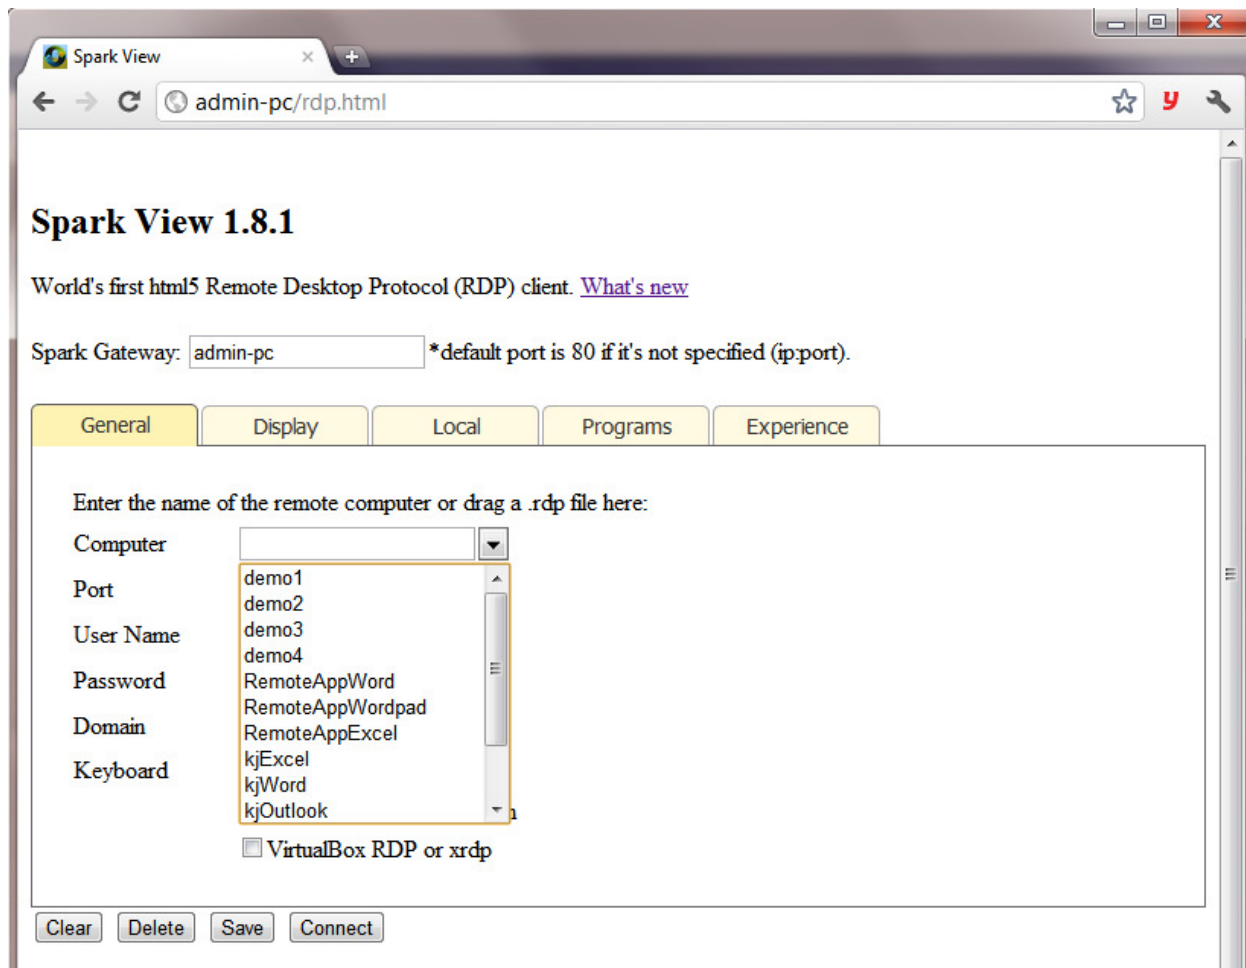 Spark View
admin-pc/rdp.html
Spark View 1.8.1
World's first html5 Remote Desktop Protocol (RDP) client. What's new
Spark Gateway: admin-pc *default port is 80 if it's not specified (ip:port).
General Display Local Programs Experience
Enter the name of the remote computer or drag a .rdp file here:
Computer
demo1
Port
demo2
demo3
User Name
demo4
Password
RemoteAppWord
RemoteAppWordpad
Domain
RemoteAppExcel
kjExcel
Keyboard
kjWord
kjOutlook
VirtualBox RDP or xrdp
Clear Delete Save Connect